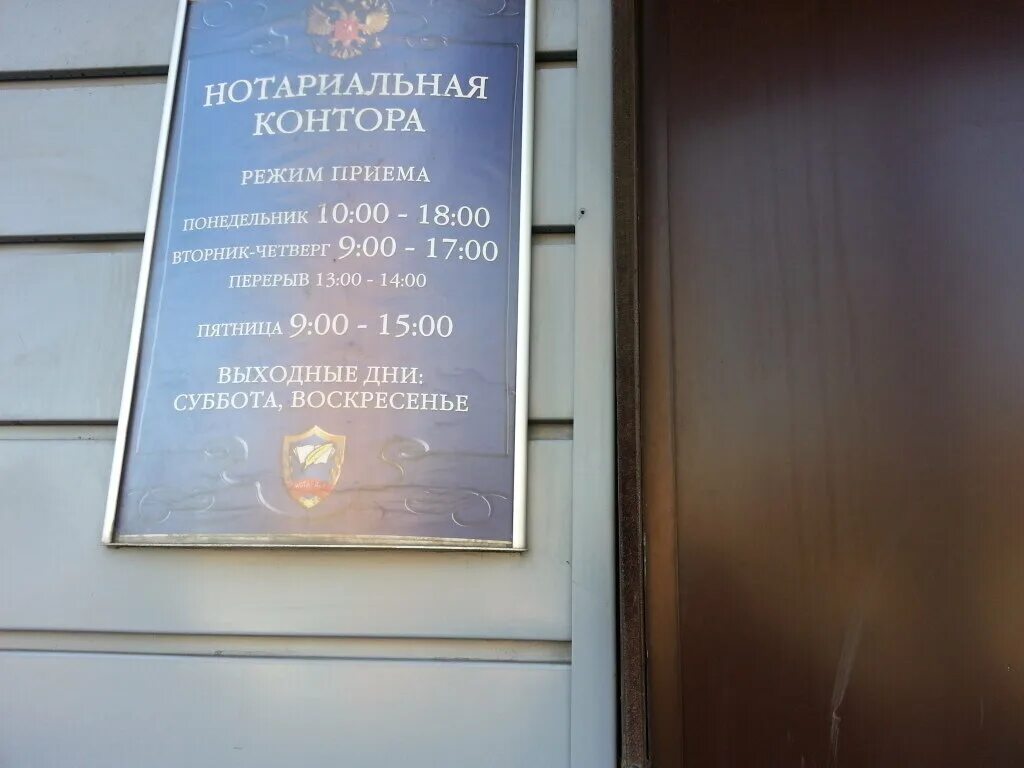 НОТАРИАЛЬНАЯ
КОНТОРА
РЕЖИМ ПРИЕМА
ПОНЕДЕЛЬНИК 10:00 - 18:00
ВТОРНИК-ЧЕТВЕРГ 9:00 - 17:00
ПЕРЕРЫВ 13:00 - 14:00
ПЯТНИЦА 9:00 - 15:00
ВЫХОДНЫЕ ДНИ:
СУББОТА, ВОСКРЕСЕНЬЕ